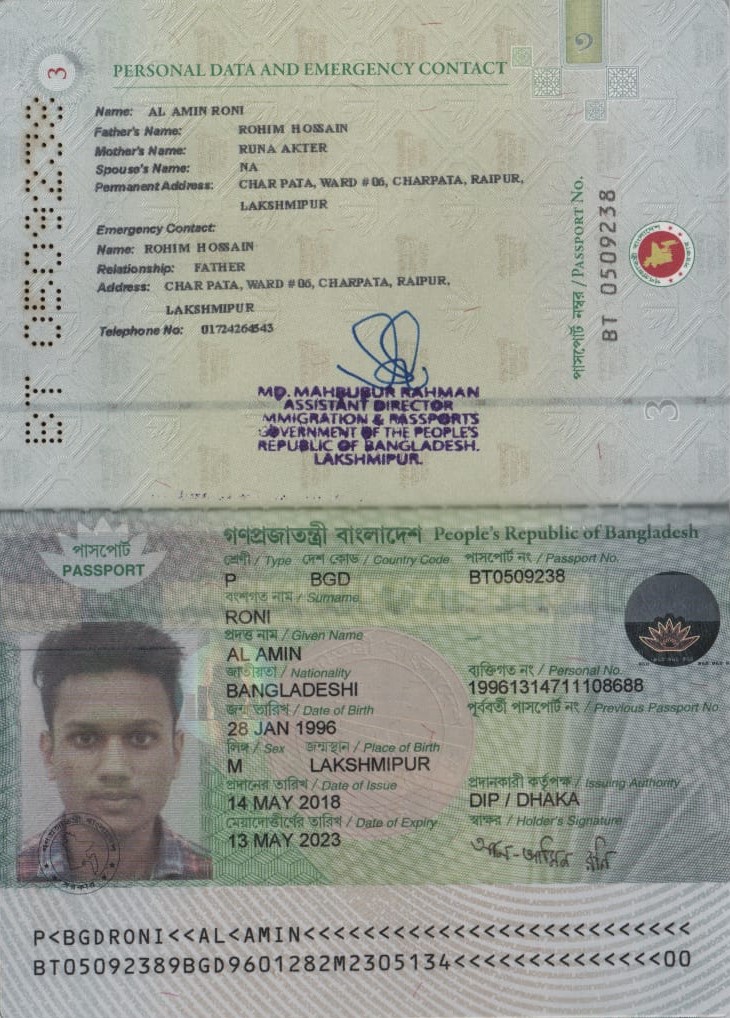 3
PERSONAL DATA AND EMERGENCY CONTACT
Name: AL AMIN RONI
Father's Name: ROHIM HOSSAIN
Mother's Name: RUNA AKTER
Spouse's Name: NA
Permanent Address: CHAR PATA, WARD # 06, CHARPATA, RAIPUR,
LAKSHMIPUR
Emergency Contact:
Name: ROHIM HOSSAIN
Relationship: FATHER
Address: CHAR PATA, WARD # 06, CHARPATA, RAIPUR,
LAKSHMIPUR
Telephone No: 01724264543
MD. MAHBUBUR RAHMAN
ASSISTANT DIRECTOR
IMMIGRATION & PASSPORTS
GOVERNMENT OF THE PEOPLE'S
REPUBLIC OF BANGLADESH.
LAKSHMIPUR.
BT 0509238
পাসপোর্ট নম্বর / PASSPORT No.
BT 0509238
3
পাসপোর্ট
PASSPORT
গণপ্রজাতন্ত্রী বাংলাদেশ People's Republic of Bangladesh
শ্রেণী / Type দেশ কোড / Country Code পাসপোর্ট নং / Passport No.
P BGD BT0509238
বংশগত নাম / Surname
RONI
প্রদত্ত নাম / Given Name
AL AMIN
জাতীয়তা / Nationality ব্যক্তিগত নং / Personal No.
BANGLADESHI 19961314711108688
জন্ম তারিখ / Date of Birth পূর্ববর্তী পাসপোর্ট নং / Previous Passport No.
28 JAN 1996
লিঙ্গ / Sex জন্মস্থান / Place of Birth
M LAKSHMIPUR
প্রদানের তারিখ / Date of Issue প্রদানকারী কর্তৃপক্ষ / Issuing Authority
14 MAY 2018 DIP / DHAKA
মেয়াদোত্তীর্ণের তারিখ / Date of Expiry স্বাক্ষর / Holder's Signature
13 MAY 2023 আল-আমিন রনি
P<BGDRONI<<AL<AMIN<<<<<<<<<<<<<<<<<<<<<<<<<<
BT05092389BGD9601282M2305134<<<<<<<<<<<<<<00